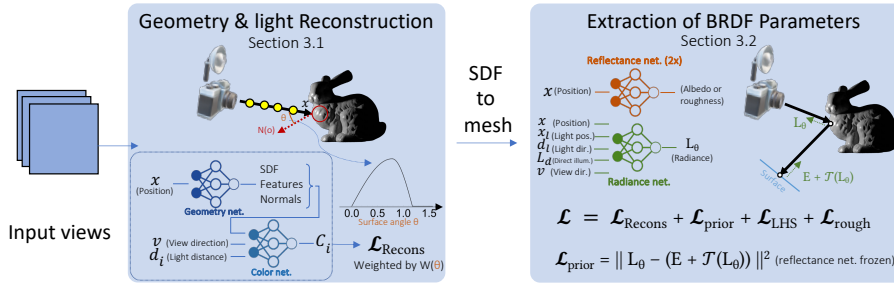 Geometry & light Reconstruction
Section 3.1
x
θ
N(o)
x
(Position)
SDF
Features
Normals
Geometry net.
0.0 0.5 1.0 1.5
Surface angle θ
v (View direction)
d_i (Light distance)
Color net.
C_i
𝓛_Recons
Weighted by W(θ)
Input views
SDF
to
mesh
Extraction of BRDF Parameters
Section 3.2
Reflectance net. (2x)
x (Position)
(Albedo or
roughness)
x (Position)
x_l (Light pos.)
d_l (Light dir.)
L_d (Direct illum.)
v (View dir.)
L_θ
(Radiance)
Radiance net.
L_θ
Surface
E + 𝒯(L_θ)
𝓛 = 𝓛_Recons + 𝓛_prior + 𝓛_LHS + 𝓛_rough
𝓛_prior = || L_θ − (E + 𝒯(L_θ)) ||² (reflectance net. frozen)